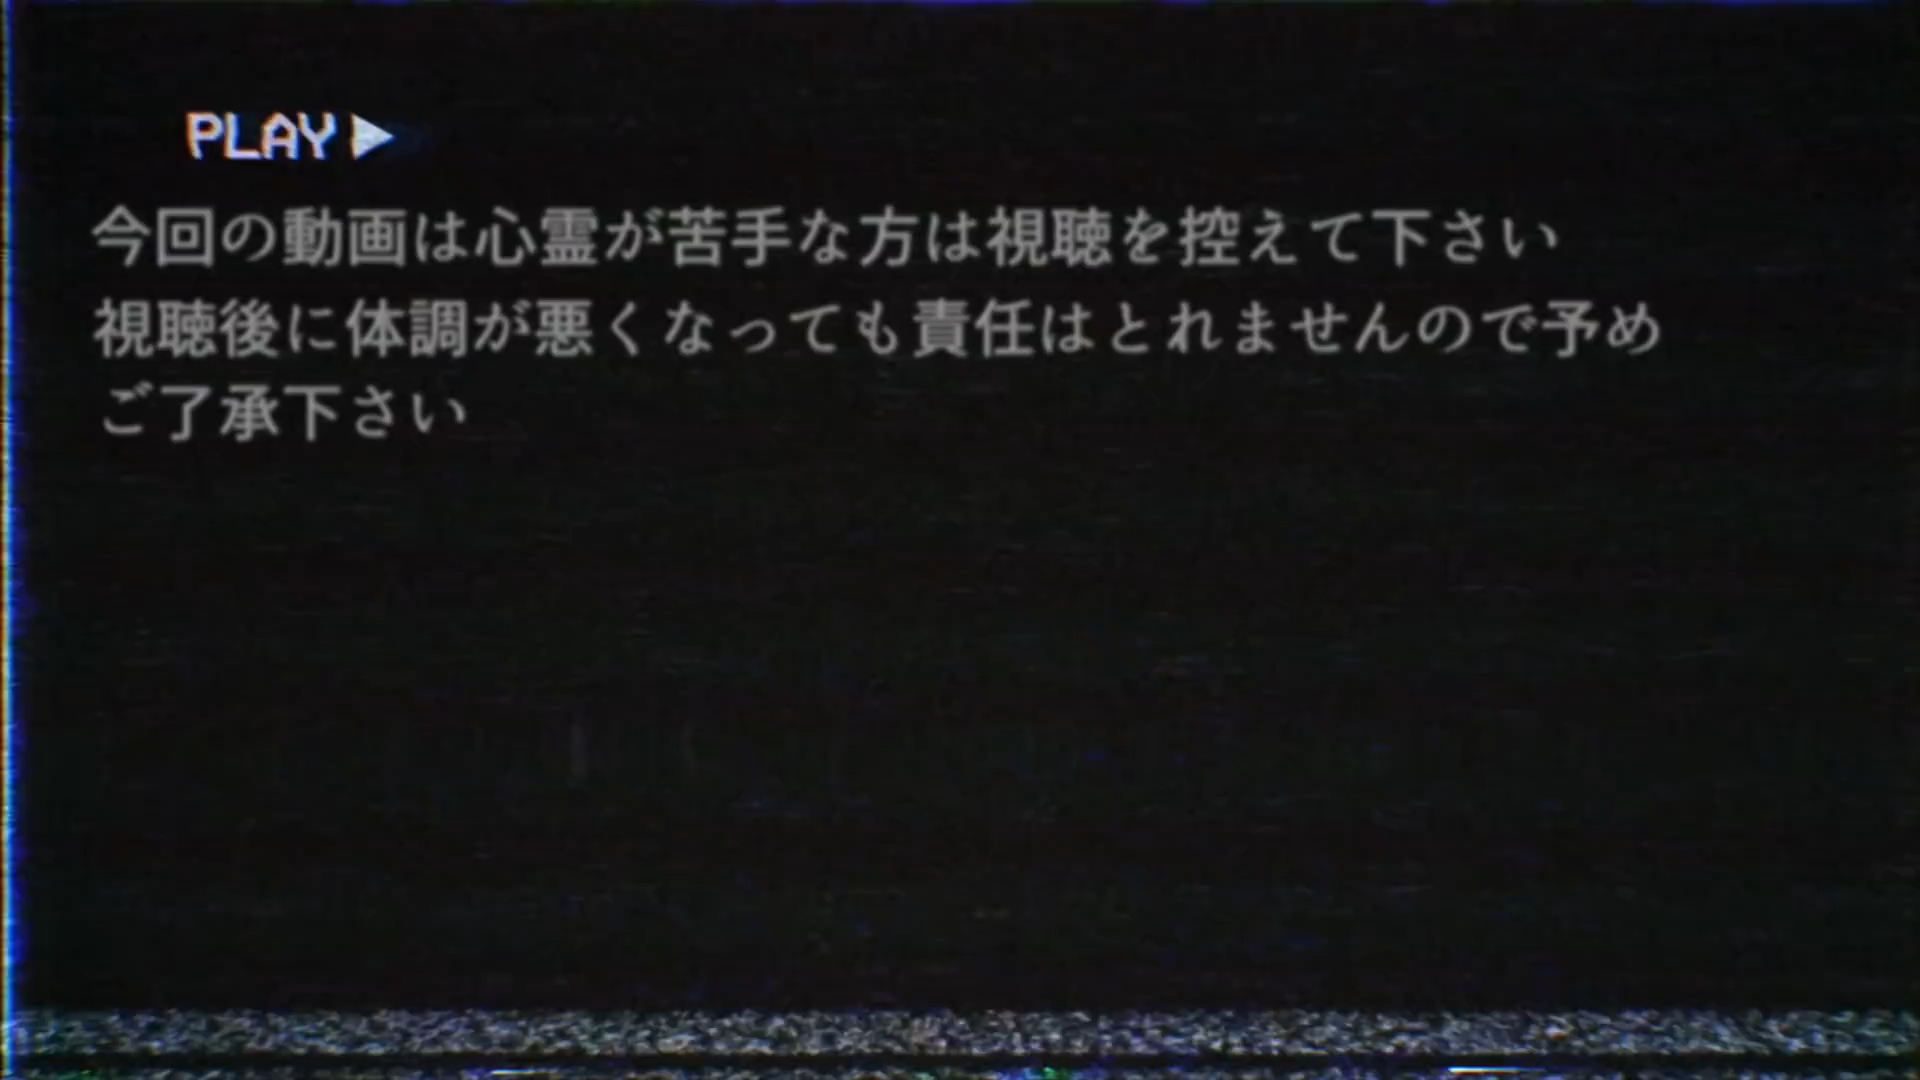 PLAY▶
今回の動画は心霊が苦手な方は視聴を控えて下さい
視聴後に体調が悪くなっても責任はとれませんので予め
ご了承下さい